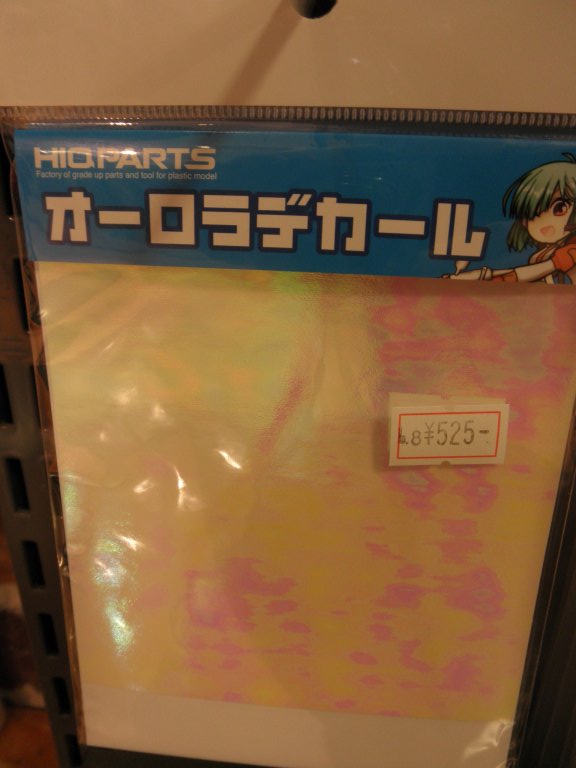 HIQPARTS
Factory of grade up parts and tool for plastic model
オーロラデカール
8¥525-